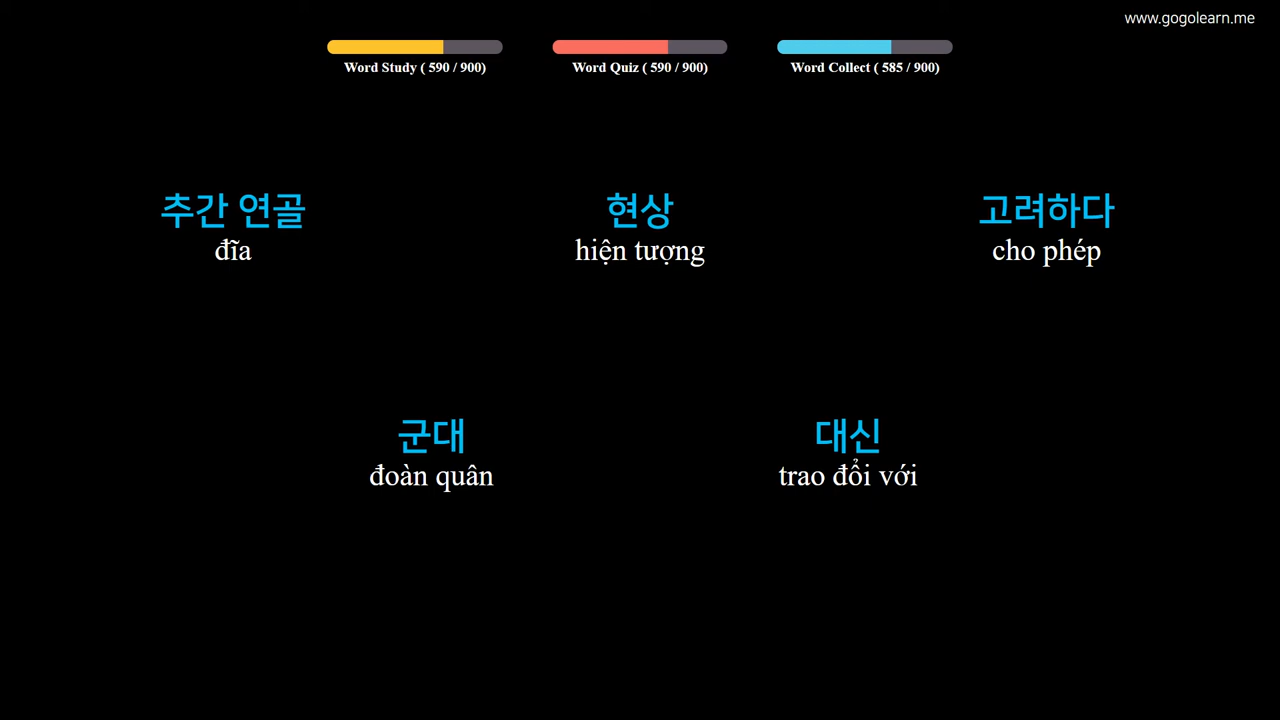 www.gogolearn.me
Word Study ( 590 / 900)
Word Quiz ( 590 / 900)
Word Collect ( 585 / 900)
추간 연골
đĩa
현상
hiện tượng
고려하다
cho phép
군대
đoàn quân
대신
trao đổi với